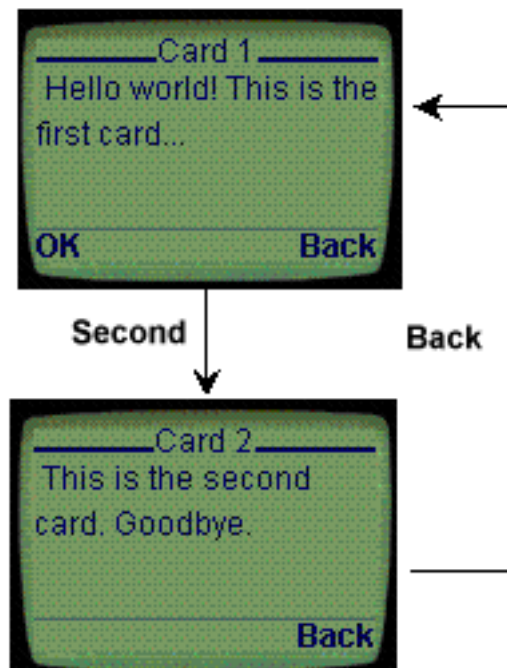 Card 1
Hello world! This is the
first card...
OK Back
Second Back
Card 2
This is the second
card. Goodbye.
Back